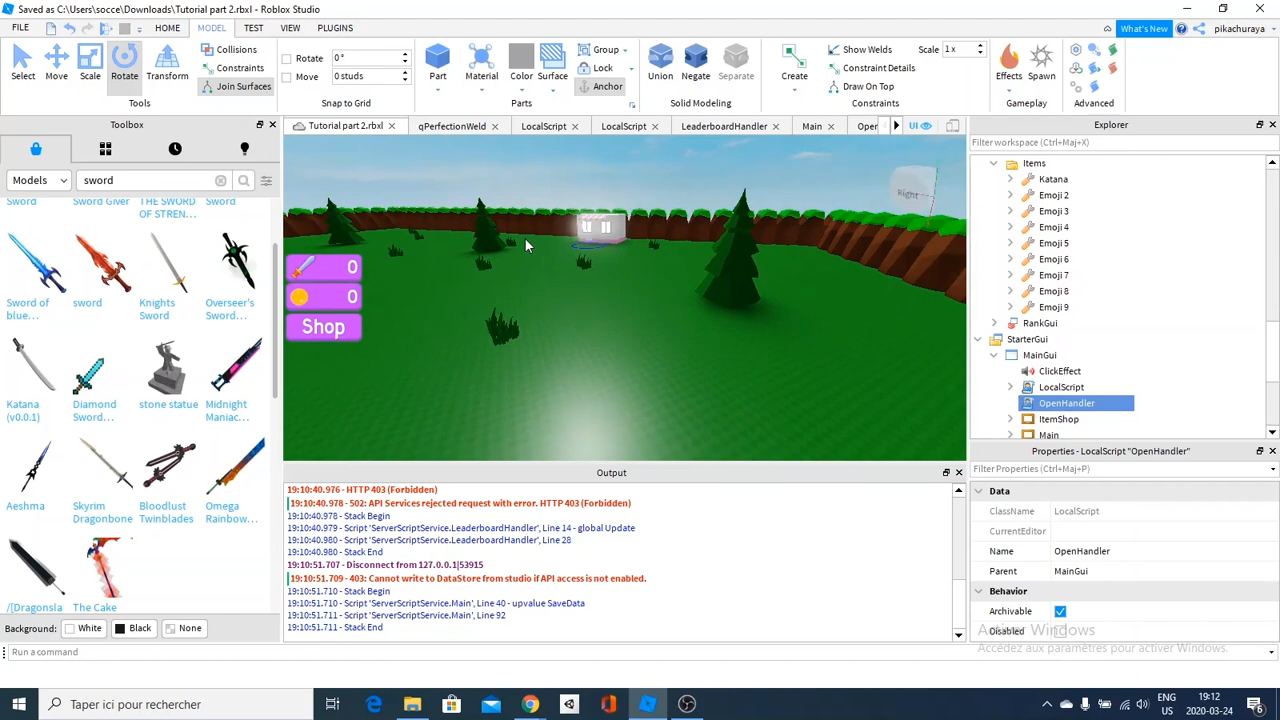 Saved as C:\Users\socce\Downloads\Tutorial part 2.rbxl - Roblox Studio
FILE HOME MODEL TEST VIEW PLUGINS What's New pikachuraya
Select Move Scale Rotate Transform
Collisions
Constraints
Join Surfaces
Tools
Rotate 0°
Move 0 studs
Snap to Grid
Part Material Color Surface
Group
Lock
Anchor
Parts
Union Negate Separate
Solid Modeling
Create
Show Welds Scale 1 x
Constraint Details
Draw On Top
Constraints
Effects Spawn
Gameplay
Advanced
Toolbox
Models sword
Sword Sword Giver THE SWORD OF STREN...
Sword of blue...
sword
Knights Sword
Overseer's Sword...
Katana (v0.0.1)
Diamond Sword...
stone statue
Midnight Maniac...
Aeshma
Skyrim Dragonbone
Bloodlust Twinblades
Omega Rainbow...
/[Dragonsla
The Cake
Background: White Black None
Run a command
Tutorial part 2.rbxl qPerfectionWeld LocalScript LocalScript LeaderboardHandler Main Oper UI
Right
0
0
Shop
Output
19:10:40.976 - HTTP 403 (Forbidden)
19:10:40.978 - 502: API Services rejected request with error. HTTP 403 (Forbidden)
19:10:40.978 - Stack Begin
19:10:40.979 - Script 'ServerScriptService.LeaderboardHandler', Line 14 - global Update
19:10:40.980 - Script 'ServerScriptService.LeaderboardHandler', Line 28
19:10:40.980 - Stack End
19:10:51.707 - Disconnect from 127.0.0.1|53915
19:10:51.709 - 403: Cannot write to DataStore from studio if API access is not enabled.
19:10:51.710 - Stack Begin
19:10:51.710 - Script 'ServerScriptService.Main', Line 40 - upvalue SaveData
19:10:51.711 - Script 'ServerScriptService.Main', Line 92
19:10:51.711 - Stack End
Explorer
Filter workspace (Ctrl+Maj+X)
Items
Katana
Emoji 2
Emoji 3
Emoji 4
Emoji 5
Emoji 6
Emoji 7
Emoji 8
Emoji 9
RankGui
StarterGui
MainGui
ClickEffect
LocalScript
OpenHandler
ItemShop
Main
Properties - LocalScript "OpenHandler"
Filter Properties (Ctrl+Maj+P)
Data
ClassName LocalScript
CurrentEditor
Name OpenHandler
Parent MainGui
Behavior
Archivable
Disabled
Activer Windows
Accédez aux paramètres pour activer Windows.
Taper ici pour rechercher
ENG
US
19:12
2020-03-24
6